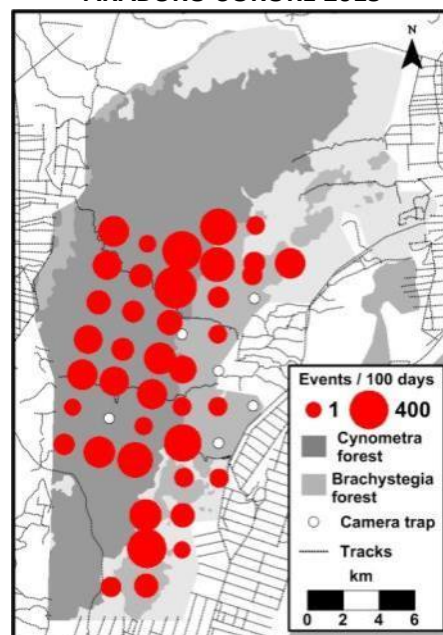 N
Events / 100 days
1 400
Cynometra
forest
Brachystegia
forest
Camera trap
Tracks
km
0 2 4 6